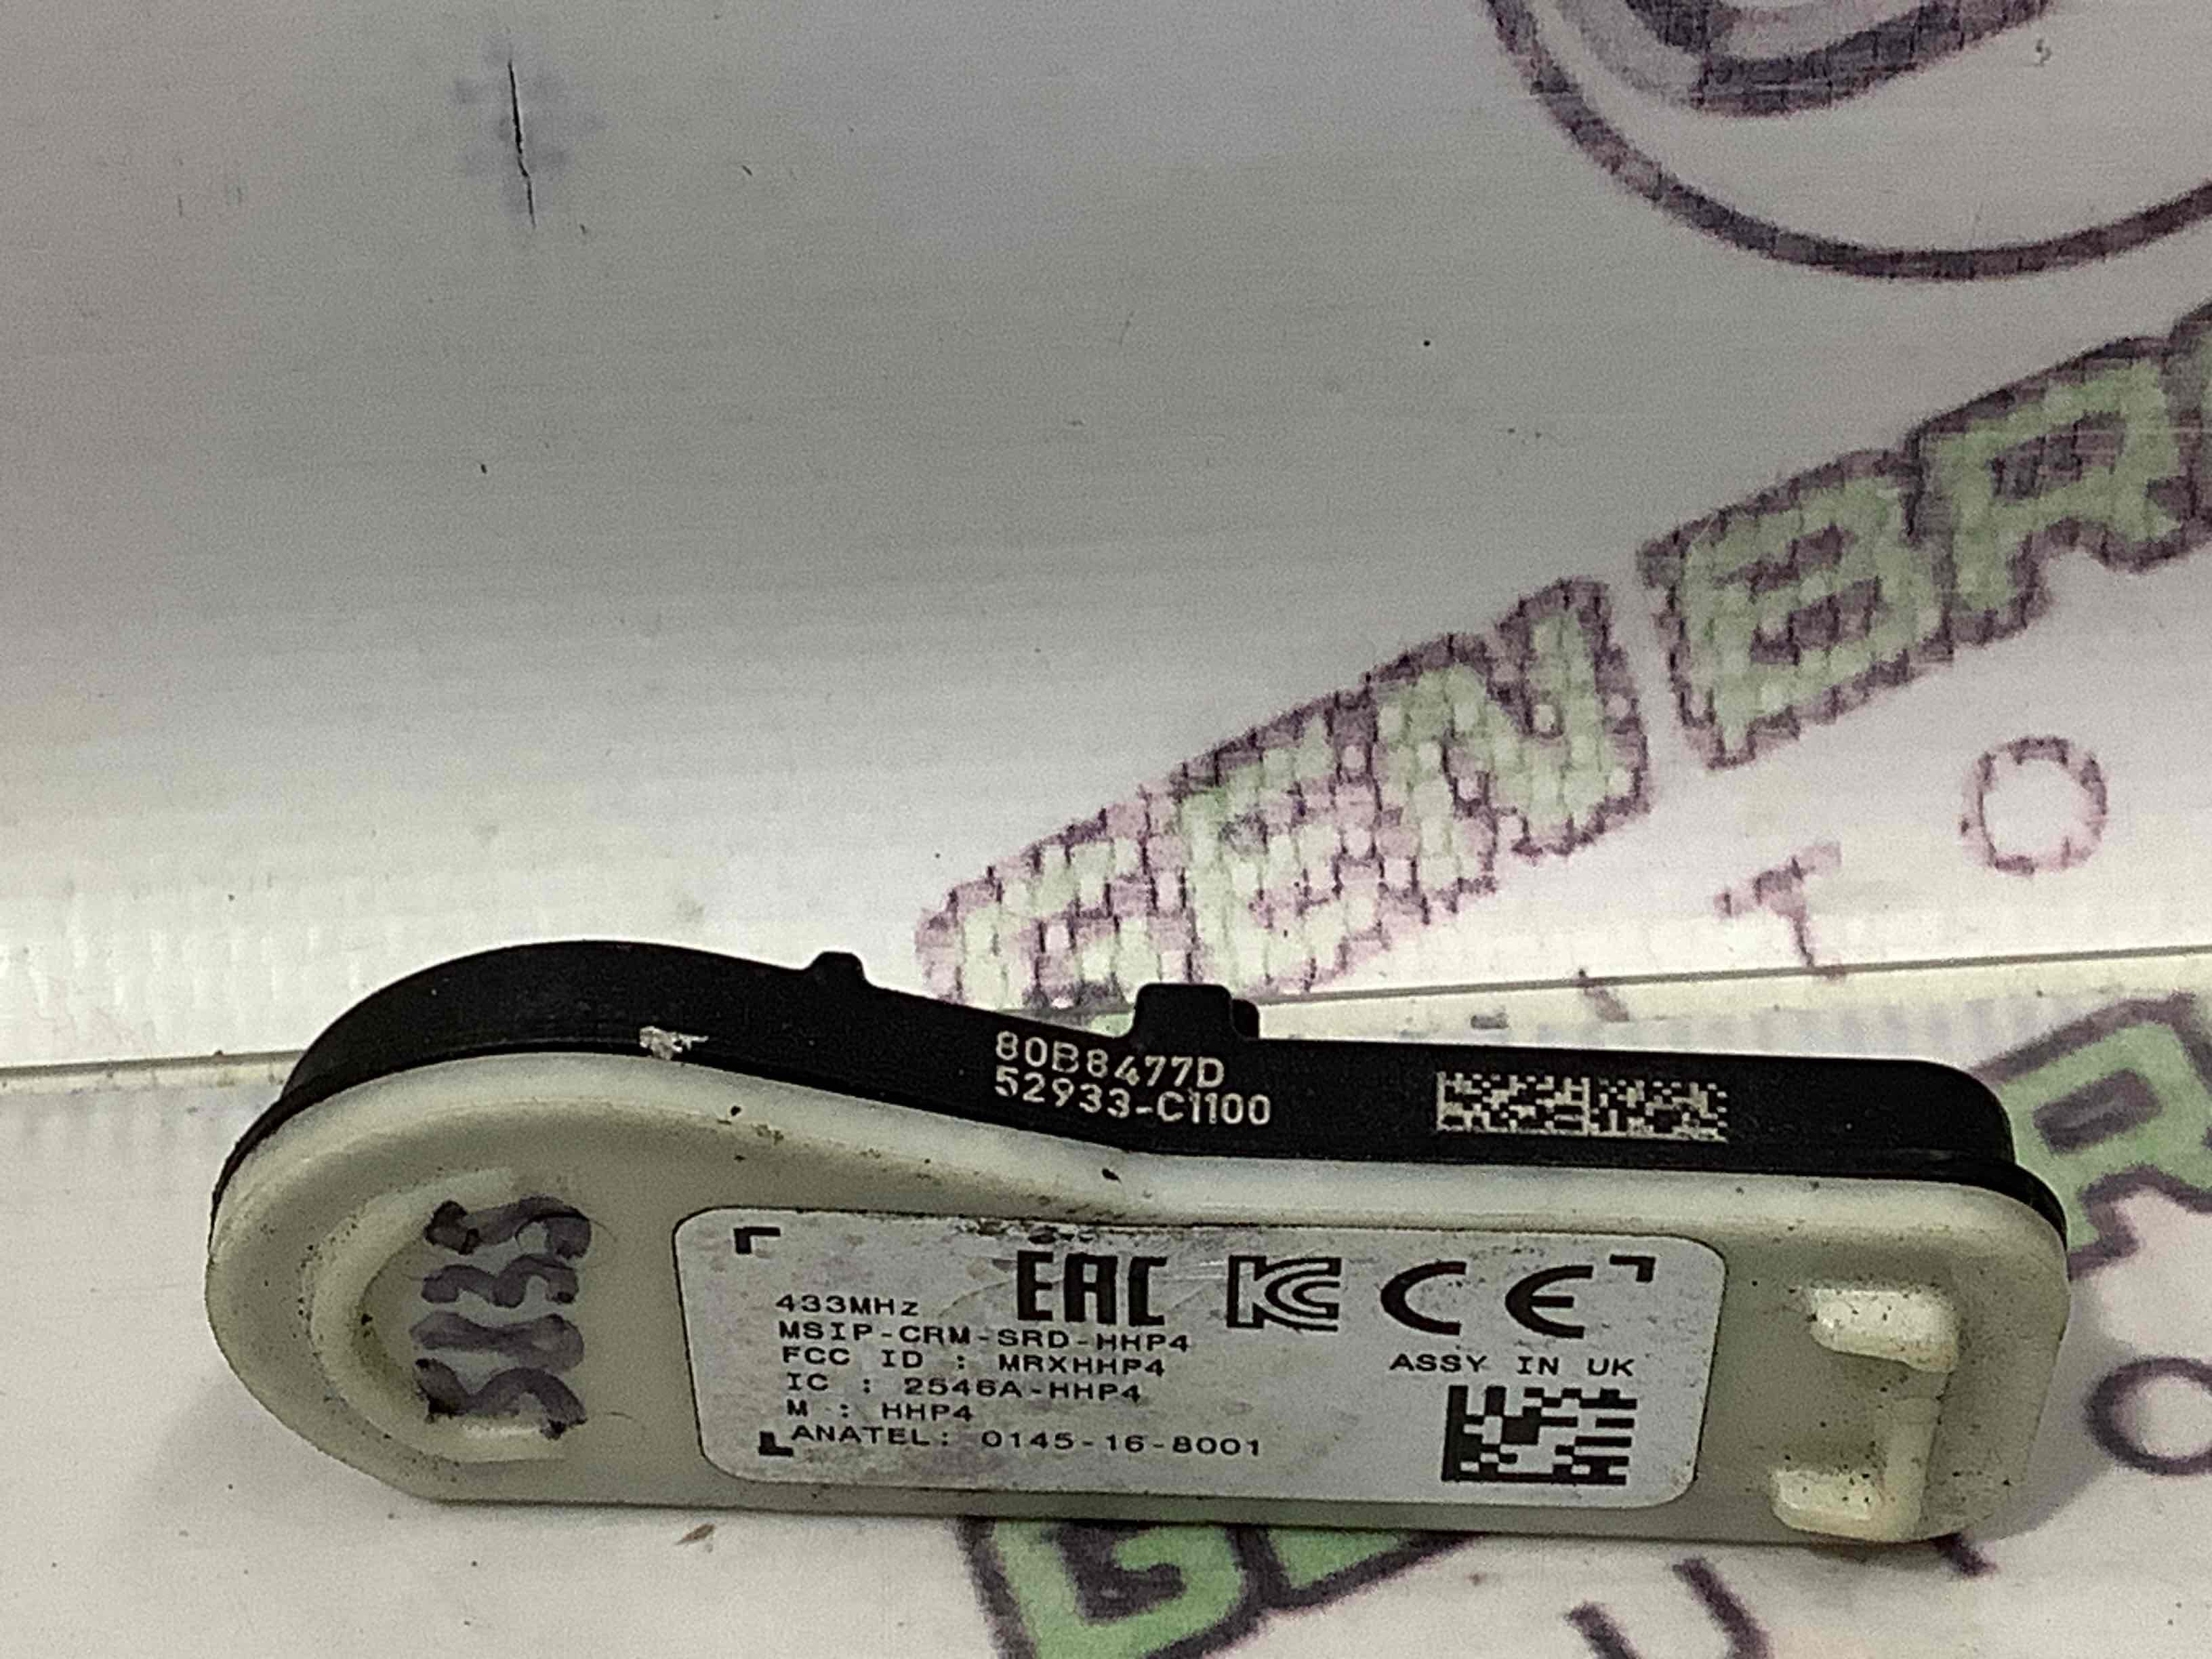 80B8477D
52933-C1100
EAC KC CE
433MHz
MSIP-CRM-SRD-HHP4
FCC ID : MRXHHP4
IC : 2546A-HHP4
M : HHP4
ANATEL: 0145-16-8001
ASSY IN UK